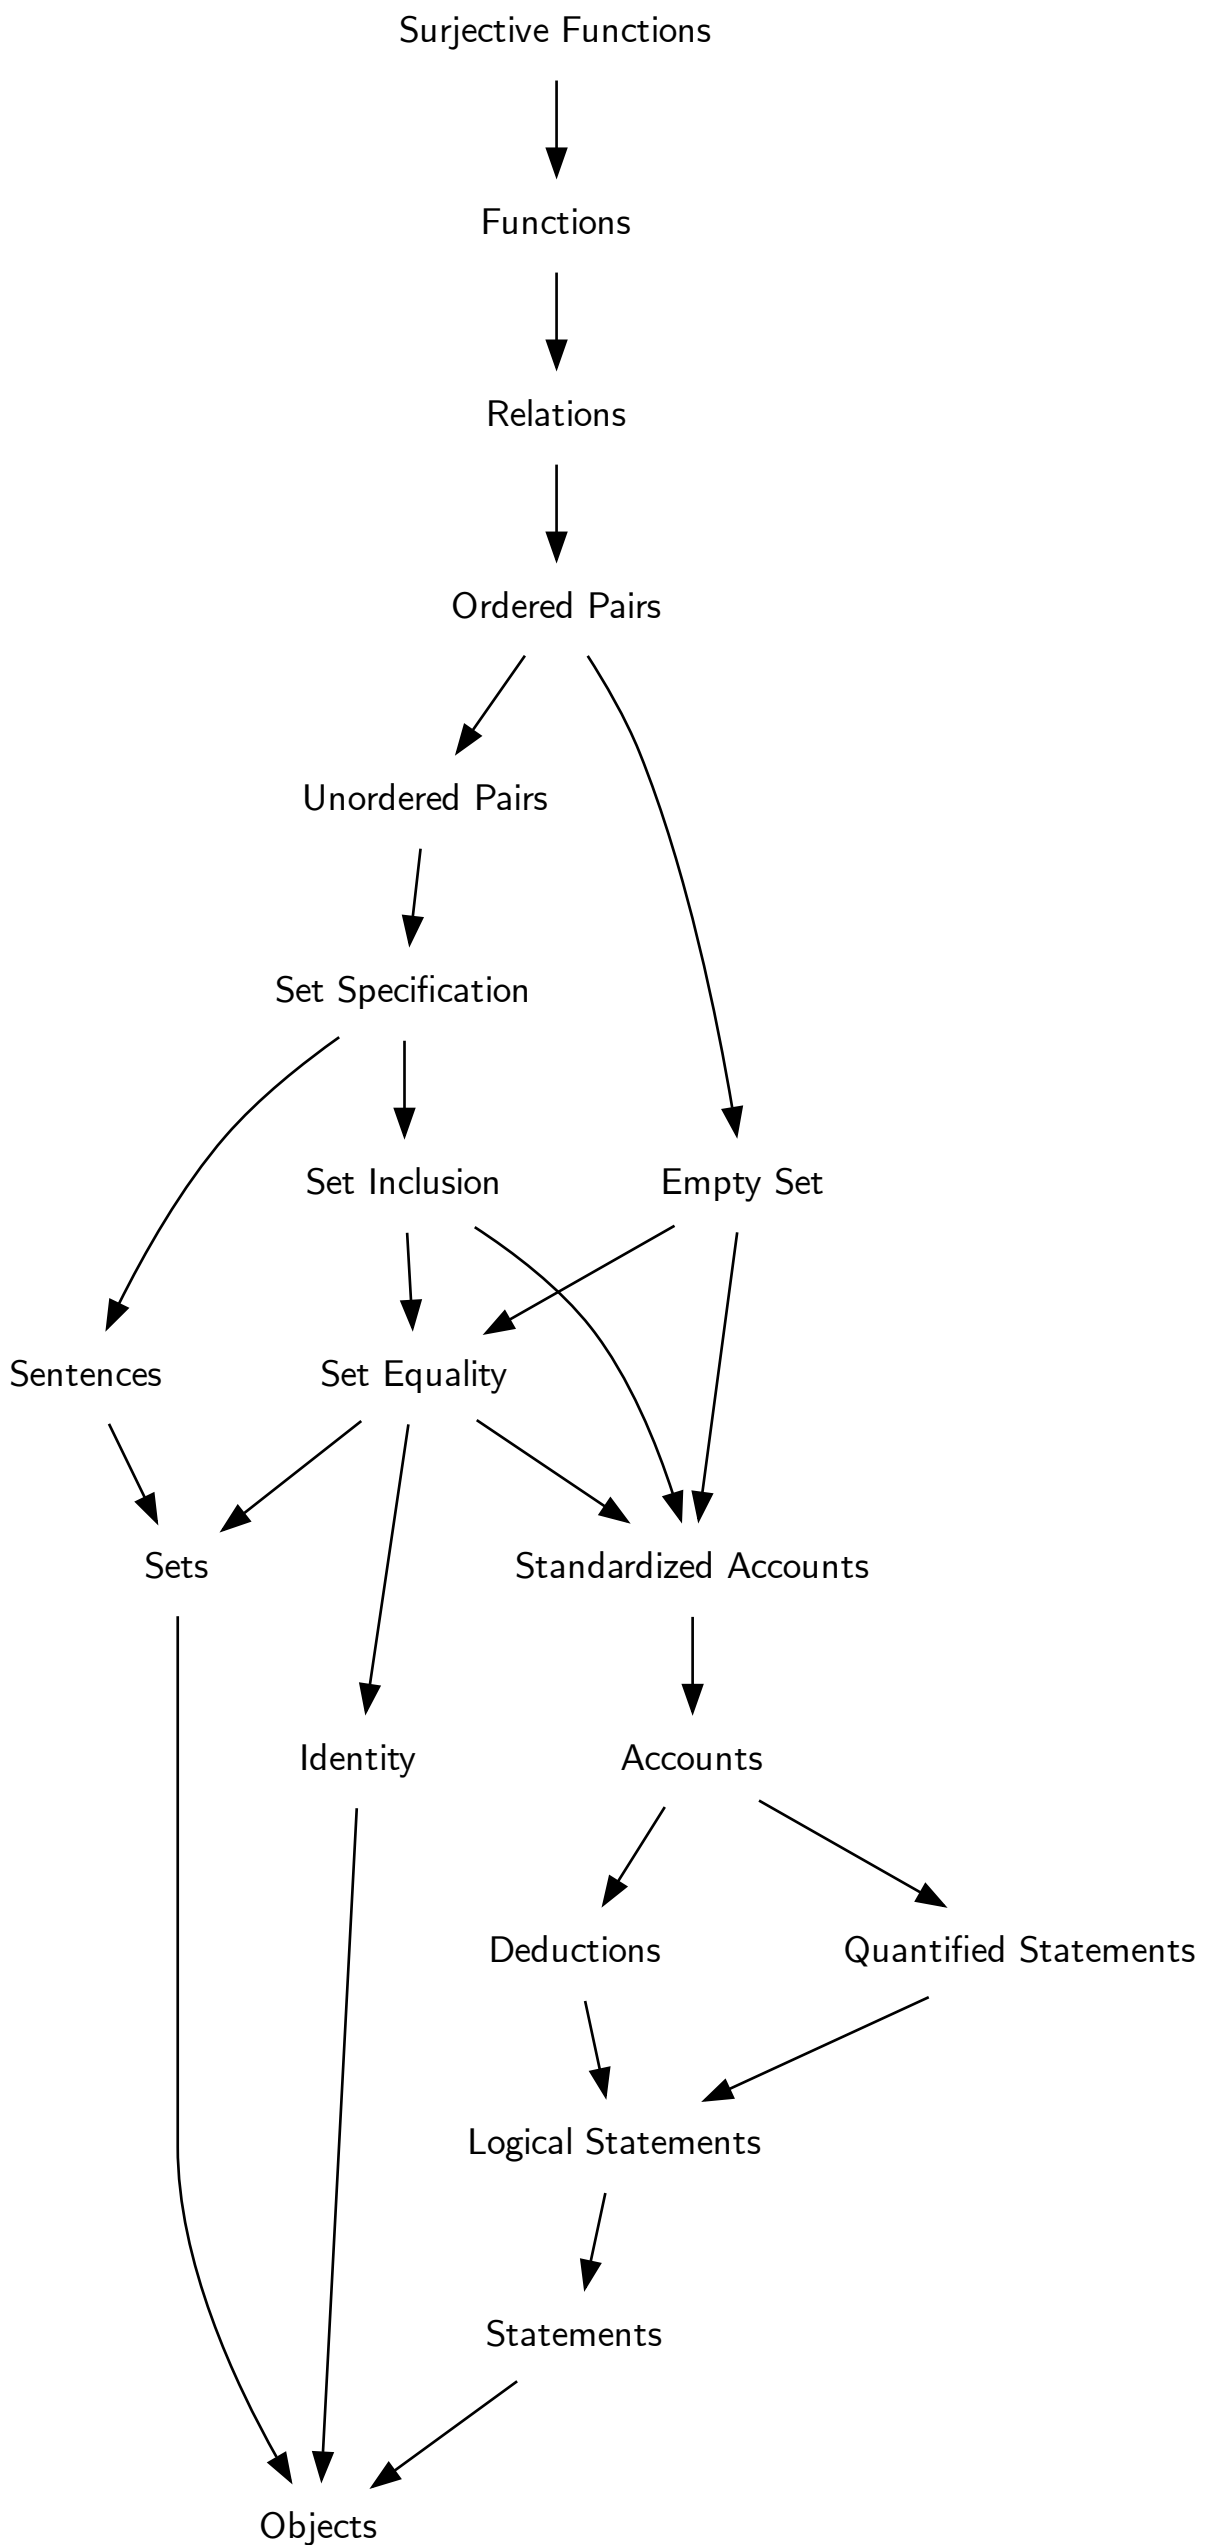 Surjective Functions
Functions
Relations
Ordered Pairs
Unordered Pairs
Set Specification
Set Inclusion
Empty Set
Sentences
Set Equality
Sets
Standardized Accounts
Identity
Accounts
Deductions
Quantified Statements
Logical Statements
Statements
Objects